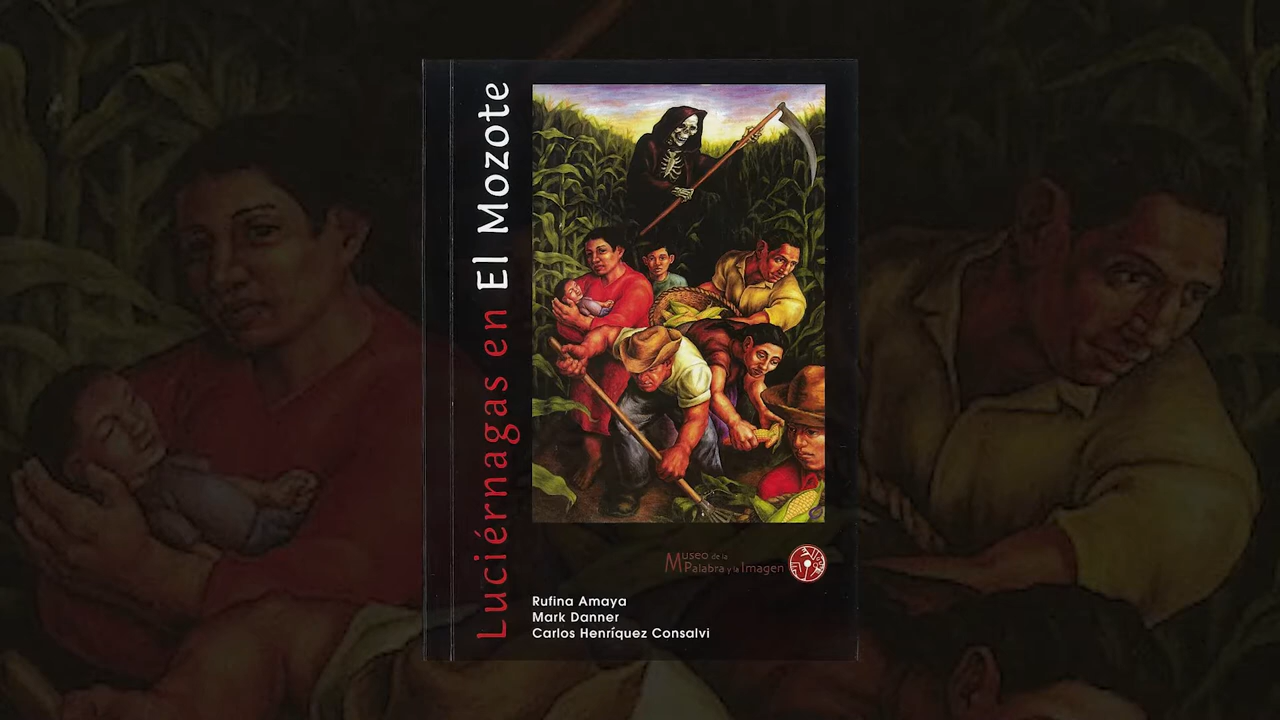 Luciérnagas en El Mozote
Museo de la
Palabra y la Imagen
Rufina Amaya
Mark Danner
Carlos Henríquez Consalvi